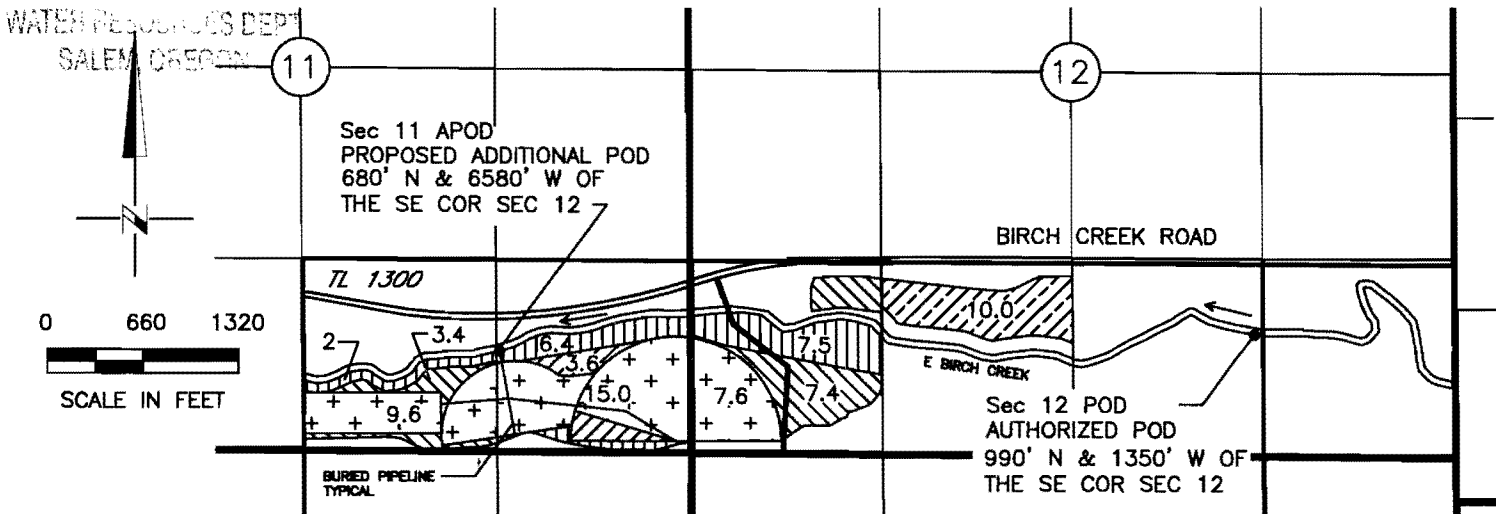 WATER RESOURCES DEPT
SALEM, OREGON
11
12
Sec 11 APOD
PROPOSED ADDITIONAL POD
680' N & 6580' W OF
THE SE COR SEC 12
N
BIRCH CREEK ROAD
TL 1300
0 660 1320
SCALE IN FEET
2
3.4
6.4
3.6
7.5
10.0
E BIRCH CREEK
9.6
15.0
7.6
7.4
Sec 12 POD
AUTHORIZED POD
990' N & 1350' W OF
THE SE COR SEC 12
BURIED PIPELINE
TYPICAL